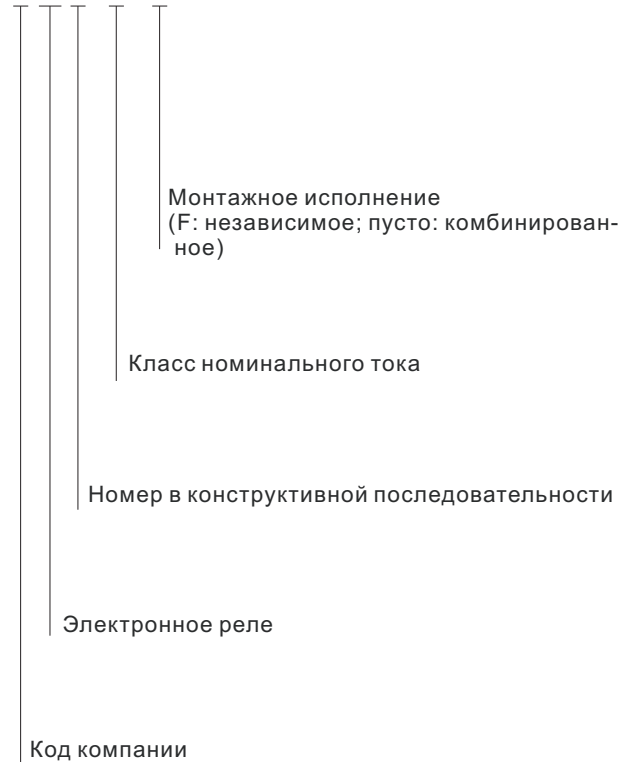 Монтажное исполнение
(F: независимое; пусто: комбинирован-
ное)
Класс номинального тока
Номер в конструктивной последовательности
Электронное реле
Код компании